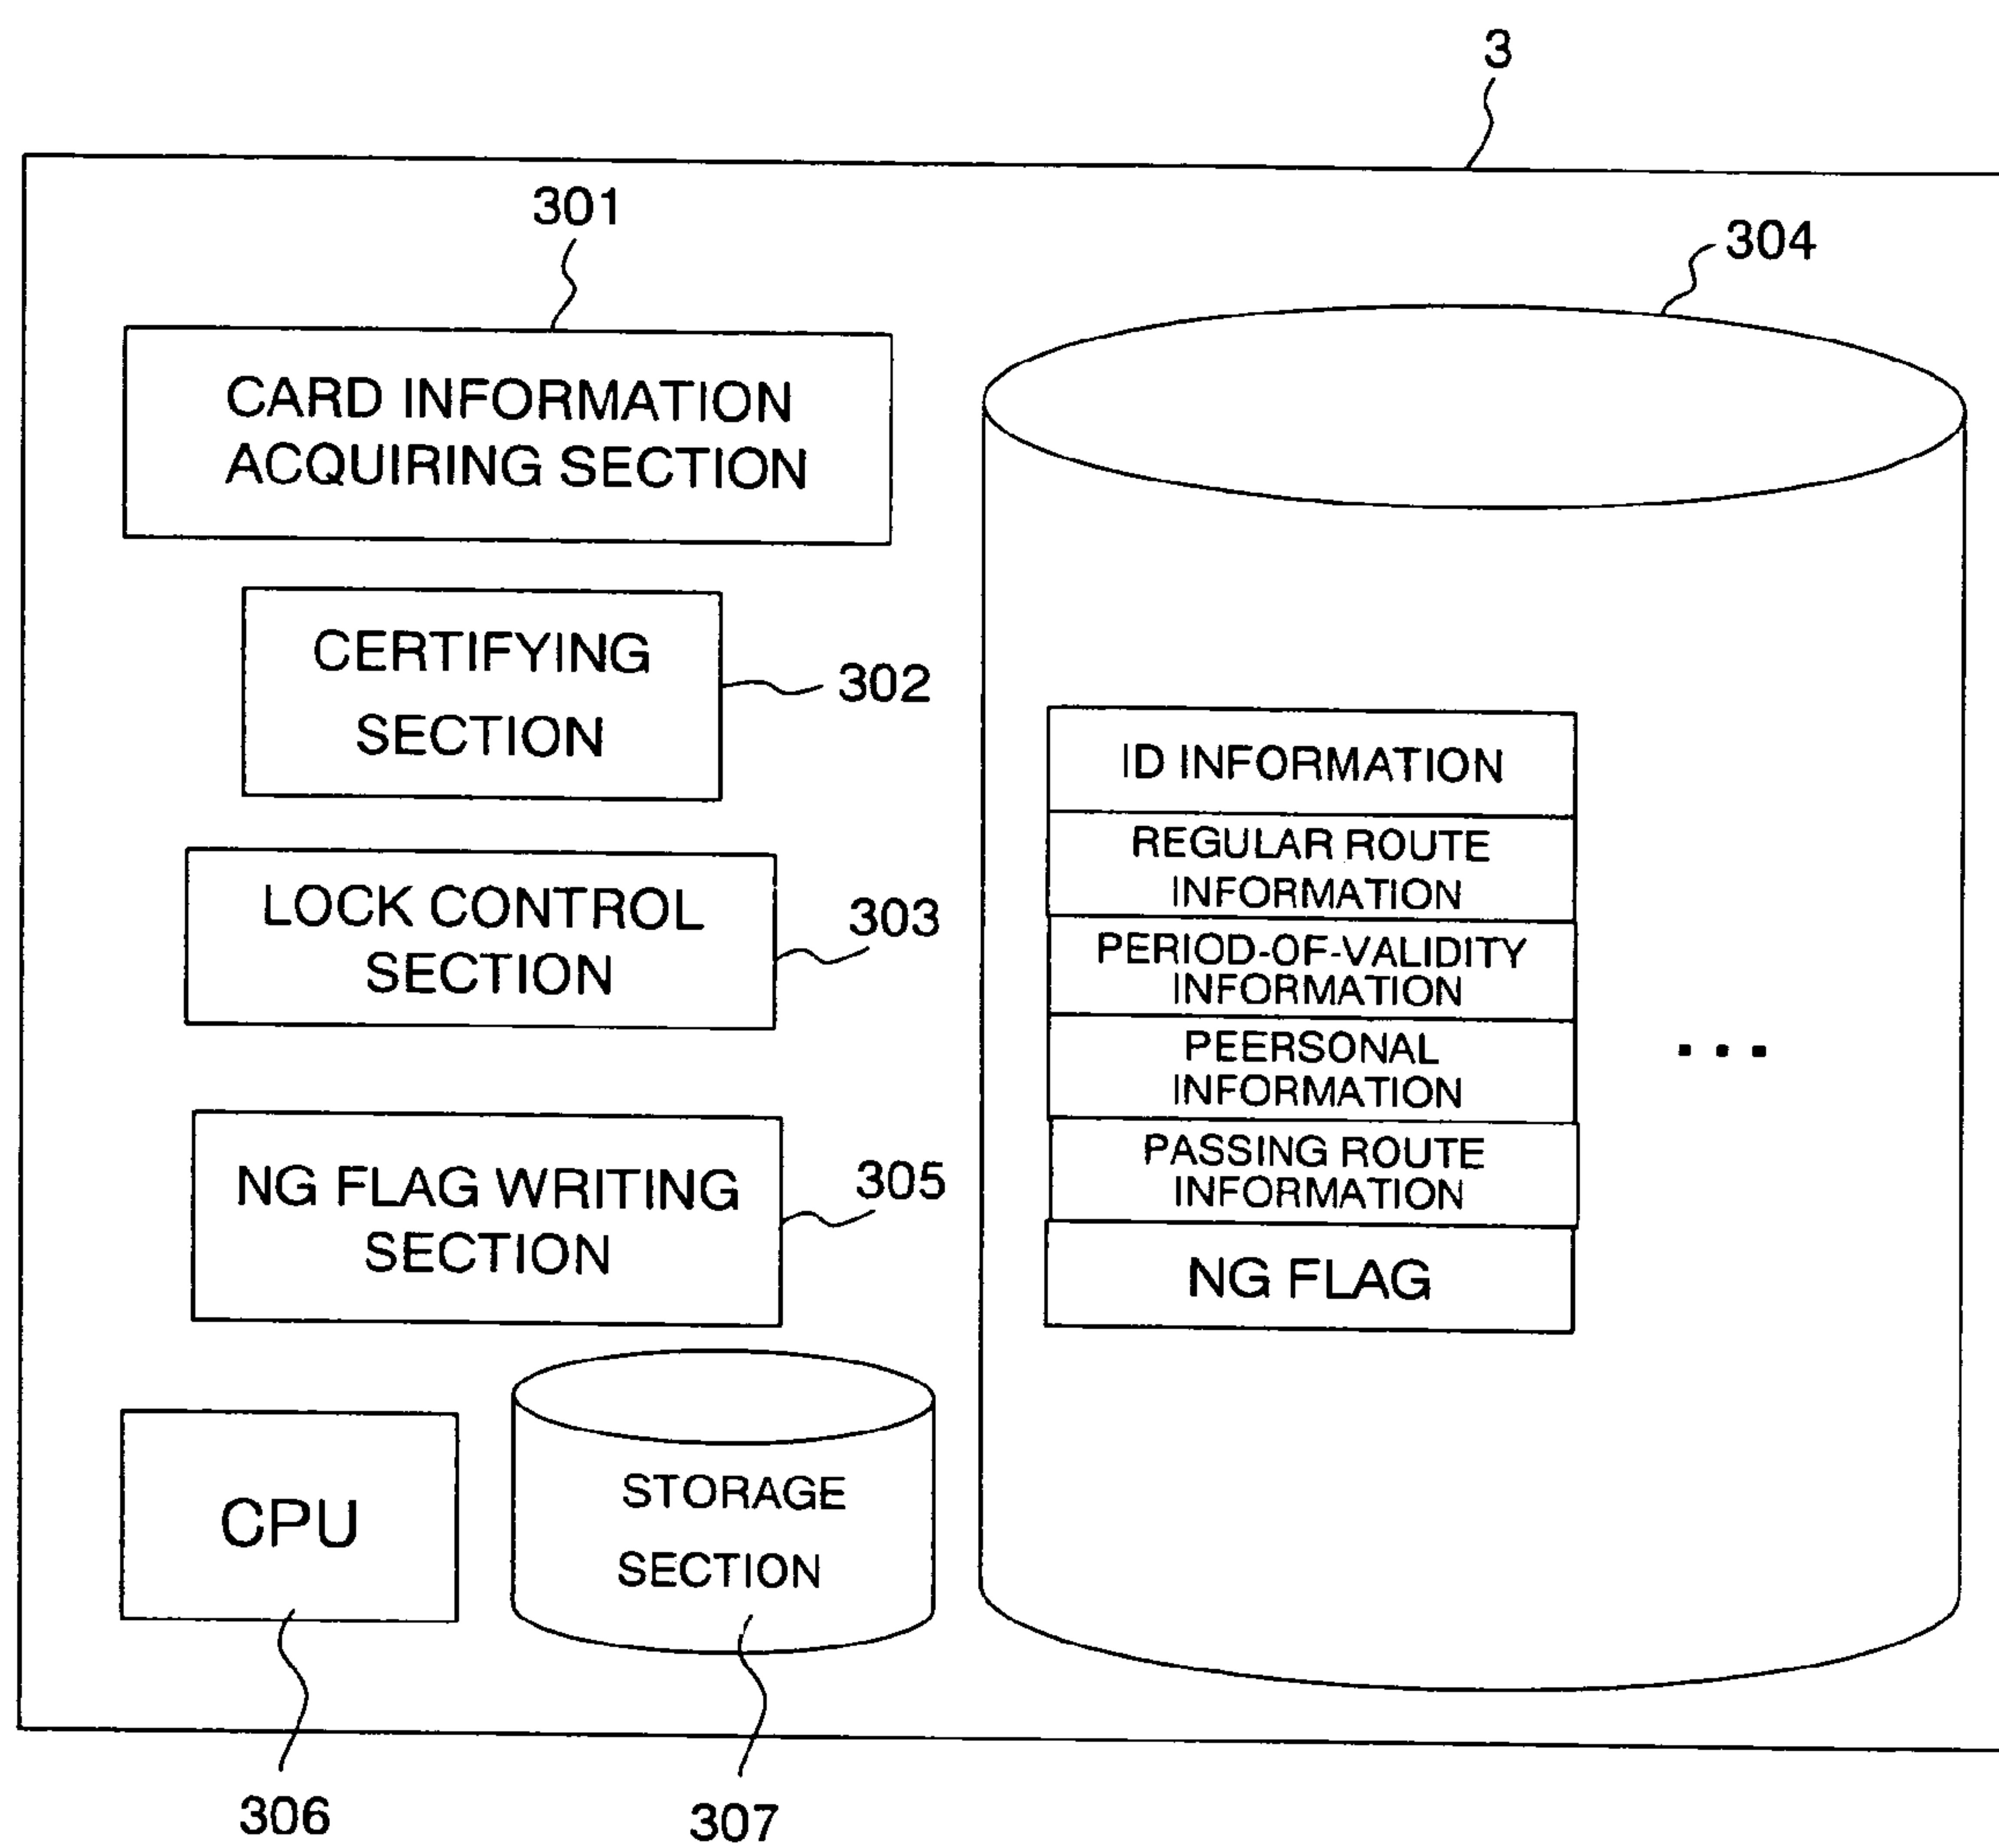 3
301
304
CARD INFORMATION
ACQUIRING SECTION
CERTIFYING
SECTION
302
LOCK CONTROL
SECTION
303
NG FLAG WRITING
SECTION
305
CPU
306
STORAGE
SECTION
307
ID INFORMATION
REGULAR ROUTE
INFORMATION
PERIOD-OF-VALIDITY
INFORMATION
PEERSONAL
INFORMATION
PASSING ROUTE
INFORMATION
NG FLAG
...